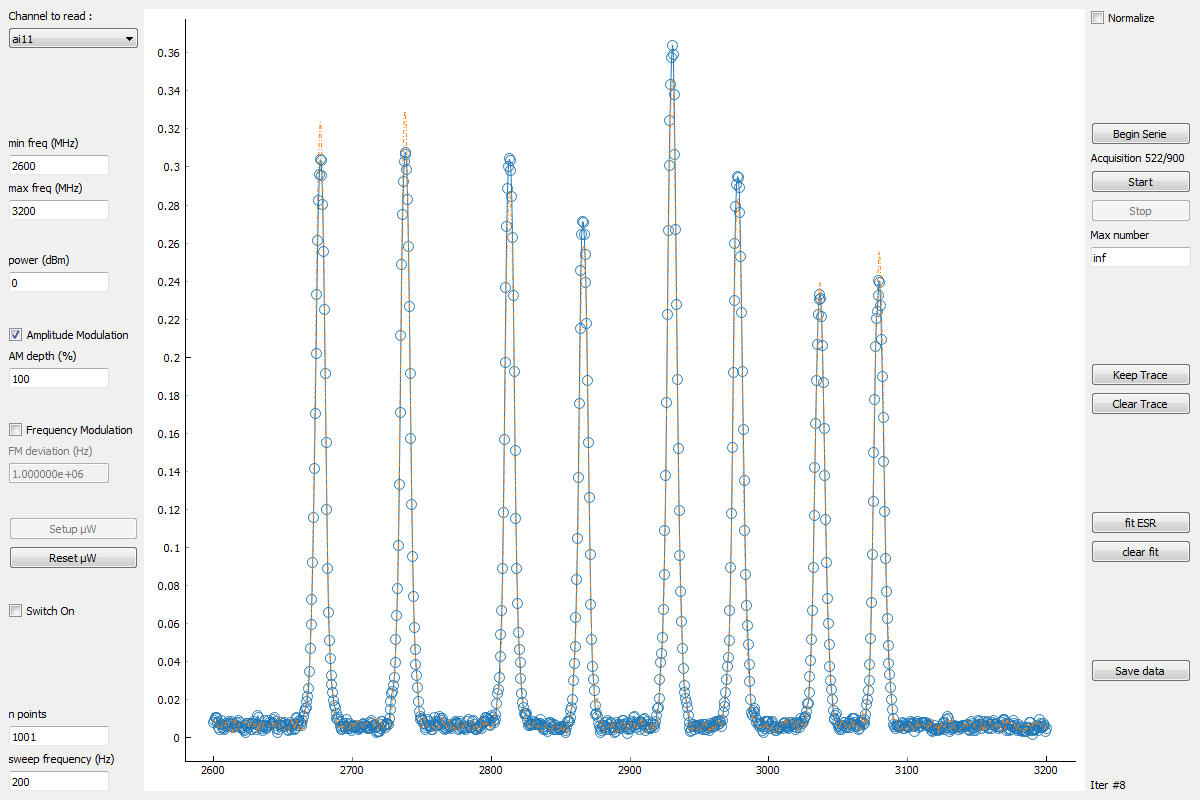 Channel to read :
ai11
min freq (MHz)
2600
max freq (MHz)
3200
power (dBm)
0
Amplitude Modulation
AM depth (%)
100
Frequency Modulation
FM deviation (Hz)
1.000000e+06
Setup µW
Reset µW
Switch On
n points
1001
sweep frequency (Hz)
200
0.36
0.34
0.32
0.3
0.28
0.26
0.24
0.22
0.2
0.18
0.16
0.14
0.12
0.1
0.08
0.06
0.04
0.02
0
2600 2700 2800 2900 3000 3100 3200
Normalize
Begin Serie
Acquisition 522/900
Start
Stop
Max number
inf
Keep Trace
Clear Trace
fit ESR
clear fit
Save data
Iter #8